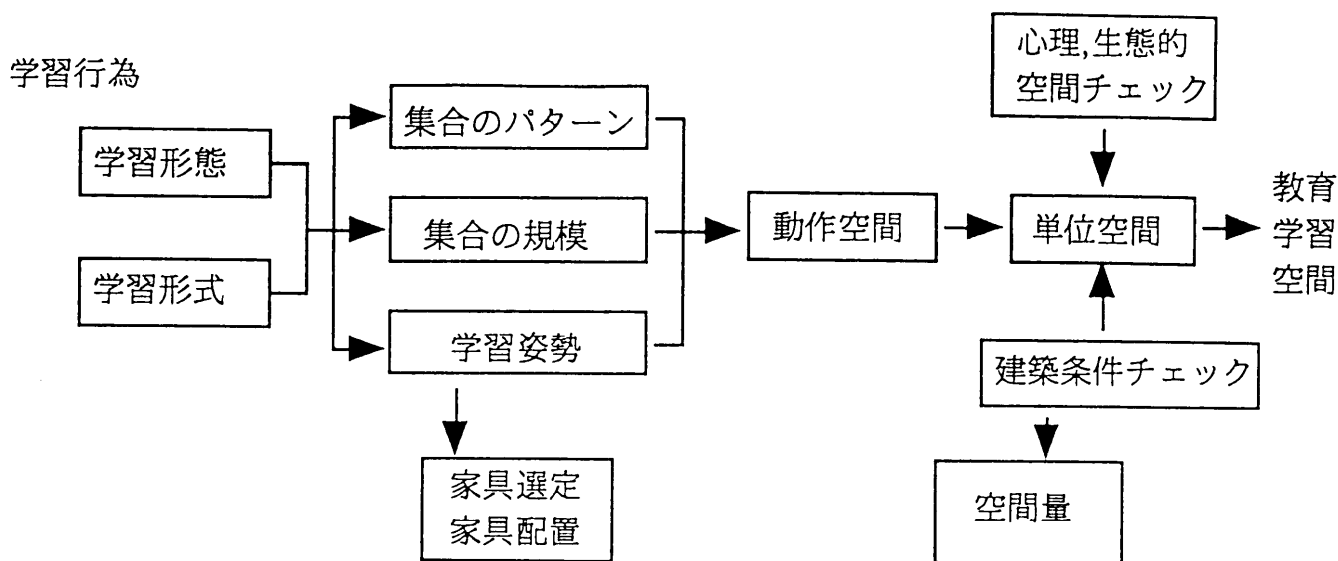 学習行為
学習形態
学習形式
集合のパターン
集合の規模
学習姿勢
家具選定
家具配置
動作空間
心理,生態的
空間チェック
単位空間
建築条件チェック
空間量
教育
学習
空間